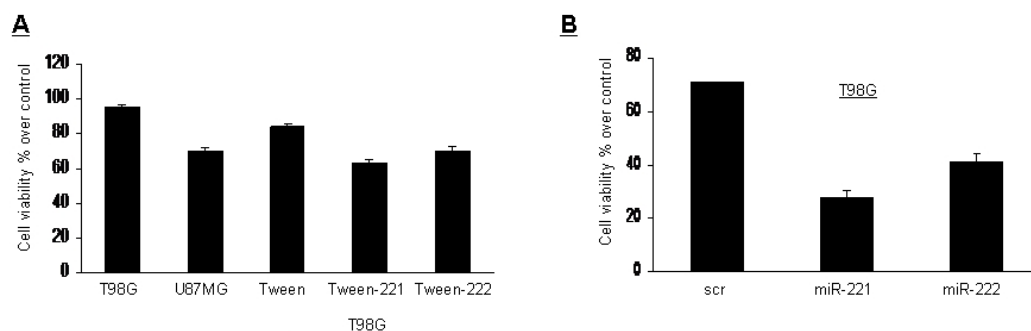 A
Cell viability % over control
120
100
80
60
40
20
0
T98G U87MG Tween Tween-221 Tween-222
T98G
B
Cell viability % over control
80
60
40
20
0
T98G
scr miR-221 miR-222